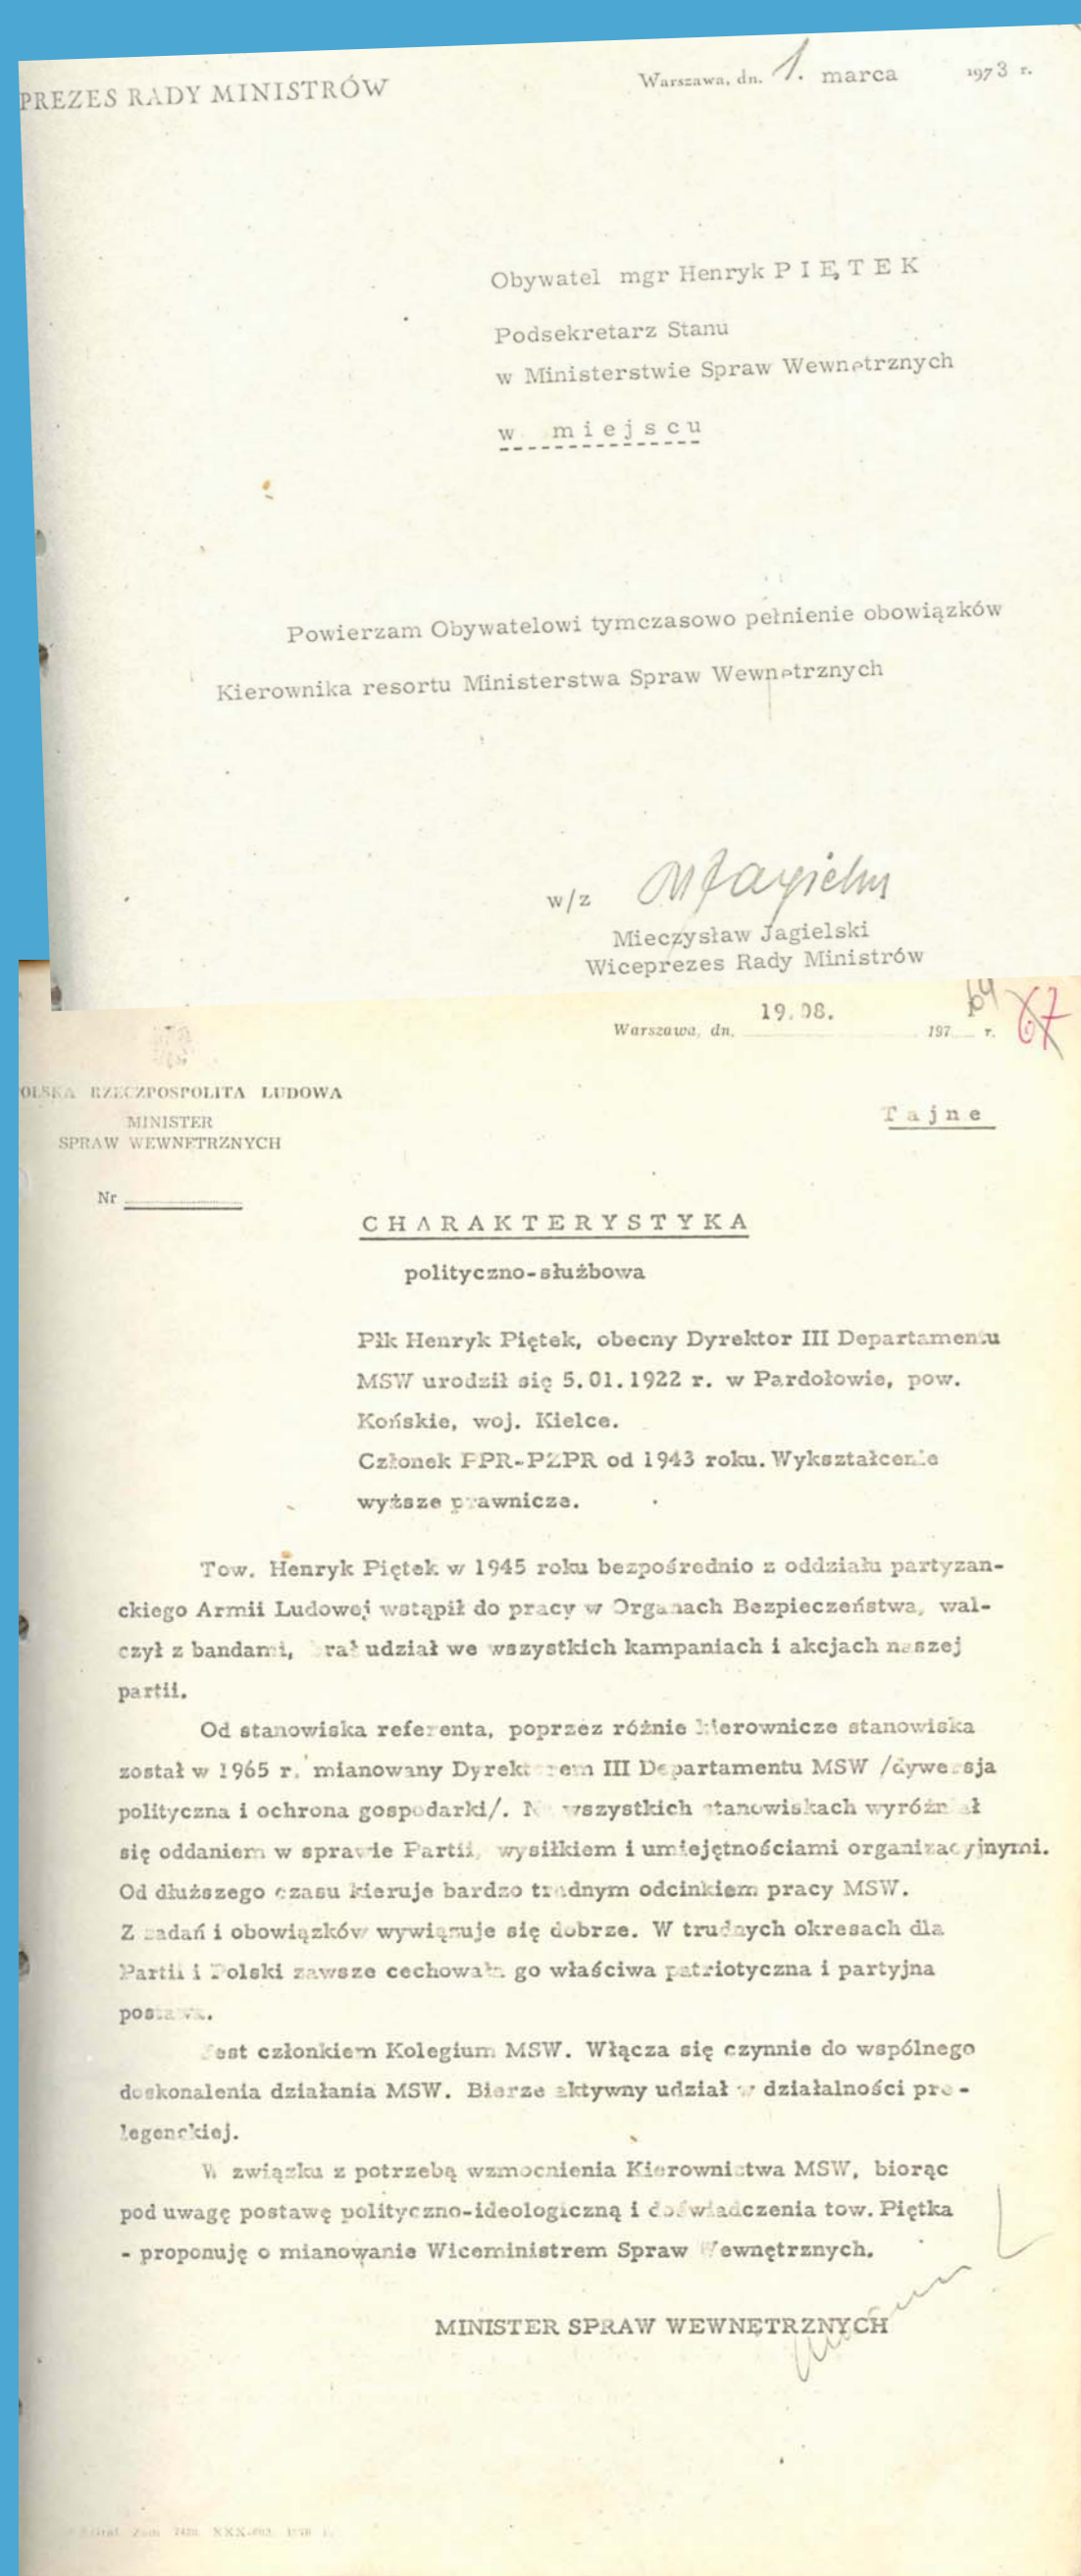 PREZES RADY MINISTRÓW
Warszawa, dn. 1. marca 1973 r.
Obywatel mgr Henryk P I Ę T E K
Podsekretarz Stanu
w Ministerstwie Spraw Wewnętrznych
w miejscu
Powierzam Obywatelowi tymczasowo pełnienie obowiązków
Kierownika resortu Ministerstwa Spraw Wewnętrznych
w/z MJagielski
Mieczysław Jagielski
Wiceprezes Rady Ministrów
64 67
19.08.
Warszawa, dn. 197 r.
POLSKA RZECZPOSPOLITA LUDOWA
MINISTER
SPRAW WEWNĘTRZNYCH
Tajne
Nr
CHARAKTERYSTYKA
polityczno-służbowa
Płk Henryk Piętek, obecny Dyrektor III Departamentu
MSW urodził się 5.01.1922 r. w Pardołowie, pow.
Końskie, woj. Kielce.
Członek PPR-PZPR od 1943 roku. Wykształcenie
wyższe prawnicze.
Tow. Henryk Piętek w 1945 roku bezpośrednio z oddziału partyzan-
ckiego Armii Ludowej wstąpił do pracy w Organach Bezpieczeństwa, wal-
czył z bandami, brał udział we wszystkich kampaniach i akcjach naszej
partii.
Od stanowiska referenta, poprzez różnie kierownicze stanowiska
został w 1965 r. mianowany Dyrektorem III Departamentu MSW /dywersja
polityczna i ochrona gospodarki/. Na wszystkich stanowiskach wyróżniał
się oddaniem w sprawie Partii, wysiłkiem i umiejętnościami organizacyjnymi.
Od dłuższego czasu kieruje bardzo trudnym odcinkiem pracy MSW.
Z zadań i obowiązków wywiązuje się dobrze. W trudnych okresach dla
Partii i Polski zawsze cechowała go właściwa patriotyczna i partyjna
postawa.
Jest członkiem Kolegium MSW. Włącza się czynnie do wspólnego
doskonalenia działania MSW. Bierze aktywny udział w działalności pre-
legenckiej.
W związku z potrzebą wzmocnienia Kierownictwa MSW, biorąc
pod uwagę postawę polityczno-ideologiczną i doświadczenia tow. Piętka
- proponuję o mianowanie Wiceministrem Spraw Wewnętrznych.
MINISTER SPRAW WEWNĘTRZNYCH